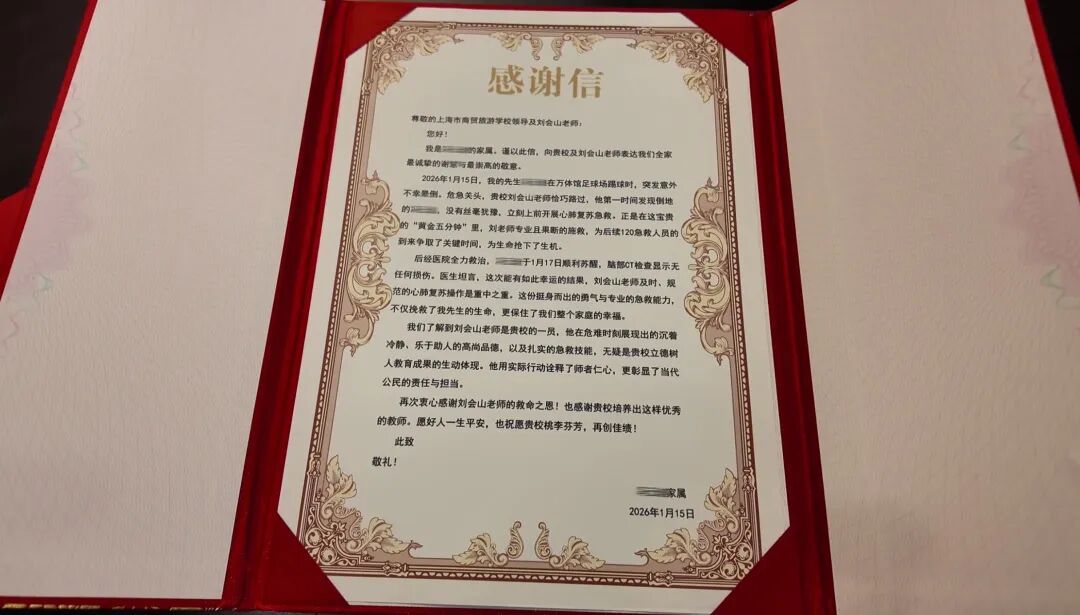 感谢信
尊敬的上海市商贸旅游学校领导及刘会山老师：
您好！
我是的家属。谨以此信，向贵校及刘会山老师表达我们全家
最诚挚的谢意与最崇高的敬意。
2026年1月15日，我的先生在万体馆足球场踢球时，突发意外
不幸晕倒。危急关头，贵校刘会山老师恰巧路过，他第一时间发现倒地
的，没有丝毫犹豫，立刻上前开展心肺复苏急救。正是在这宝贵
的“黄金五分钟”里，刘老师专业且果断的施救，为后续120急救人员的
到来争取了关键时间，为生命抢下了生机。
后经医院全力救治，于1月17日顺利苏醒，脑部CT检查显示无
任何损伤。医生坦言，这次能有如此幸运的结果，刘会山老师及时、规
范的心肺复苏操作是重中之重。这份挺身而出的勇气与专业的急救能力，
不仅挽救了我先生的生命，更保住了我们整个家庭的幸福。
我们了解到刘会山老师是贵校的一员，他在危难时刻展现出的沉着
冷静、乐于助人的高尚品德，以及扎实的急救技能，无疑是贵校立德树
人教育成果的生动体现。他用实际行动诠释了师者仁心，更彰显了当代
公民的责任与担当。
再次衷心感谢刘会山老师的救命之恩！也感谢贵校培养出这样优秀
的教师。愿好人一生平安，也祝愿贵校桃李芬芳，再创佳绩！
此致
敬礼！
家属
2026年1月15日